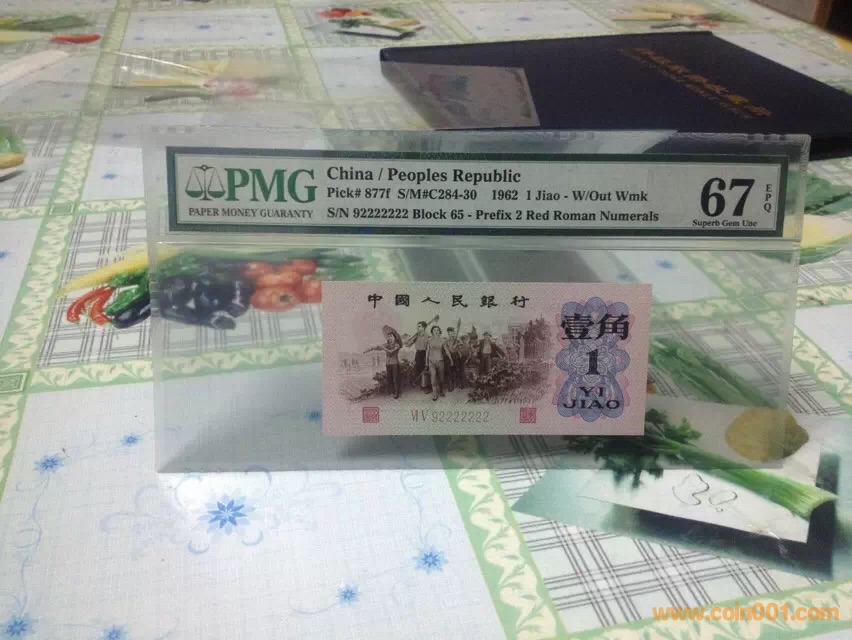 PMG
PAPER MONEY GUARANTY
China / Peoples Republic
Pick# 877f S/M#C284-30 1962 1 Jiao - W/Out Wmk
S/N 92222222 Block 65 - Prefix 2 Red Roman Numerals
67
EPQ
Superb Gem Unc
中國人民銀行
壹角
1
YI
JIAO
VIV 92222222
www.coin001.com